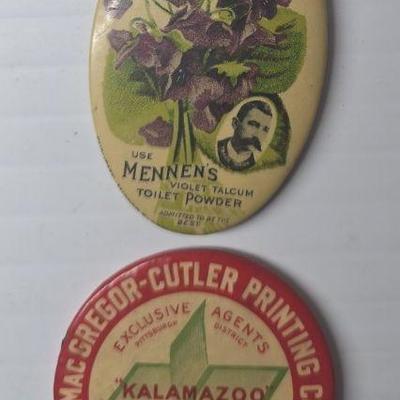 USE
MENNEN'S
VIOLET TALCUM
TOILET POWDER
ADMITTED TO BE THE
BEST
MAC GREGOR-CUTLER PRINTING C
EXCLUSIVE AGENTS
PITTSBURGH DISTRICT
"KALAMAZOO"